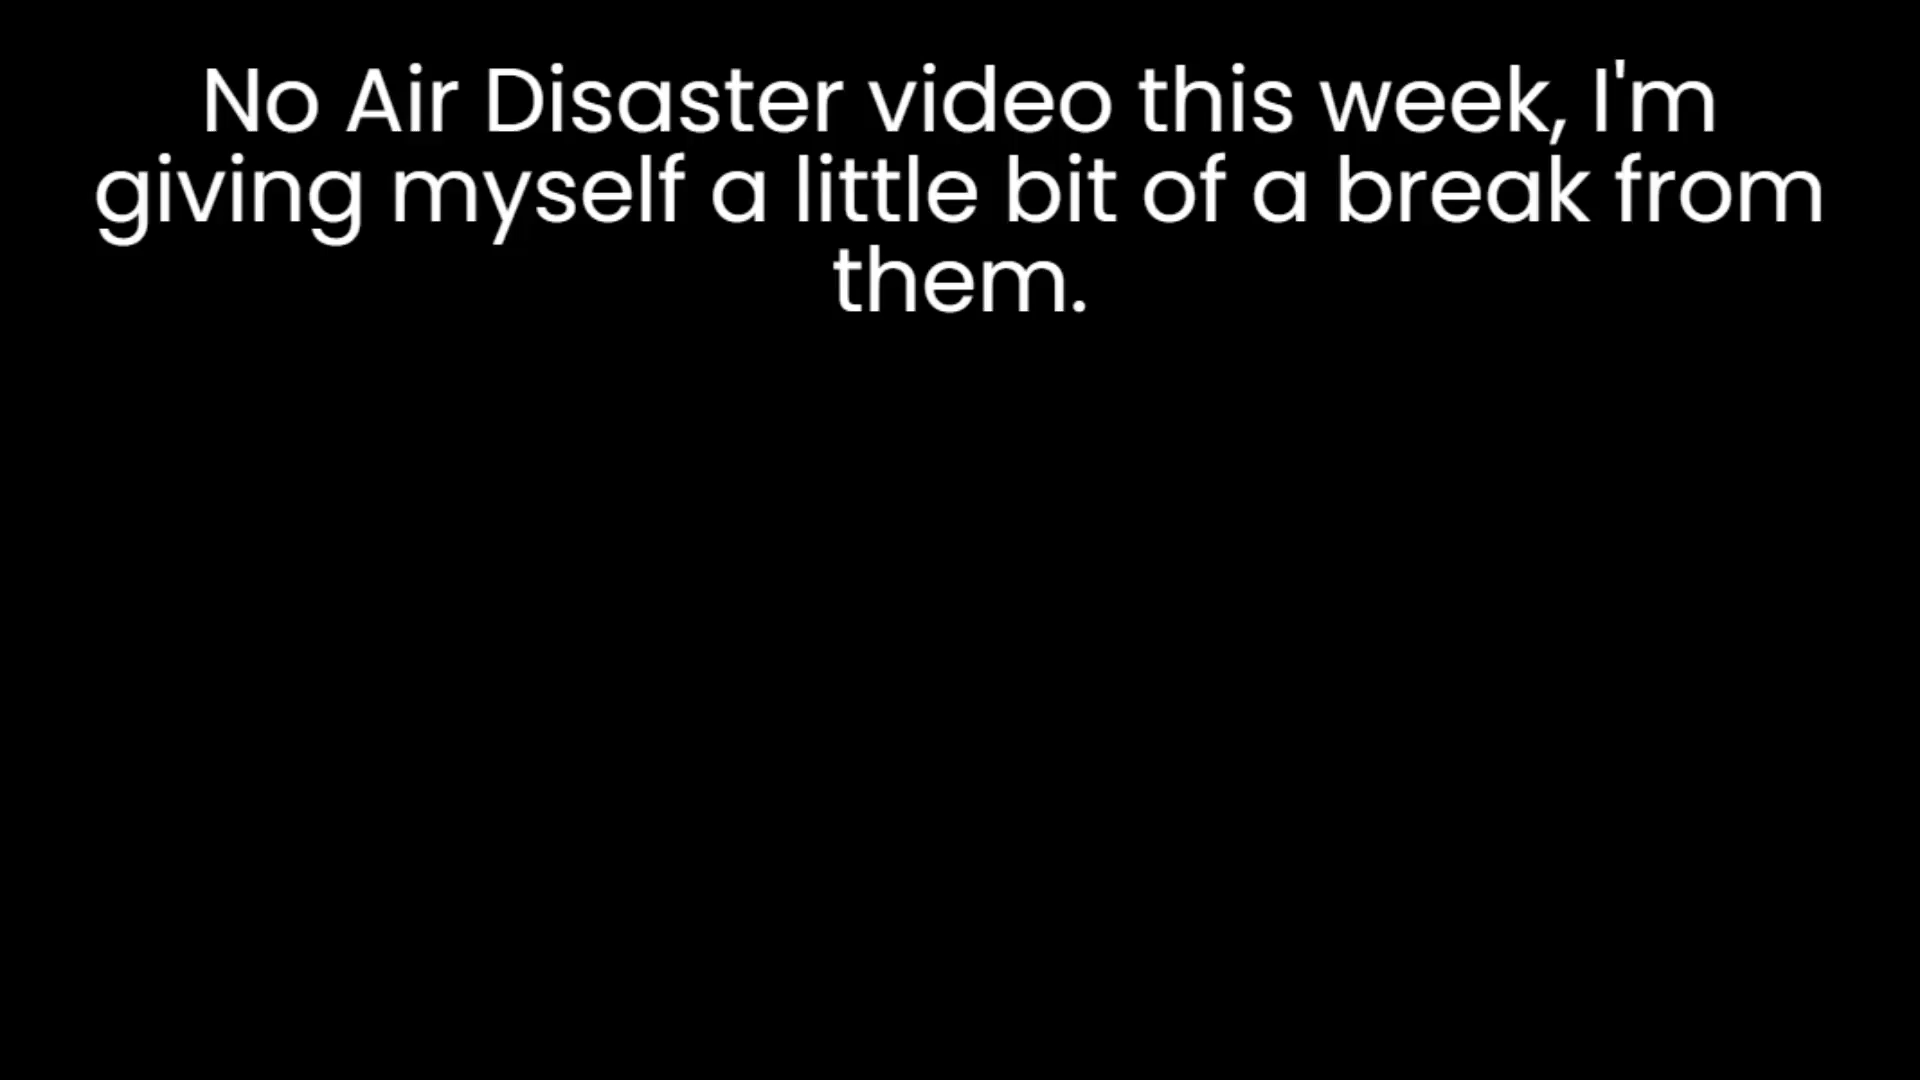 No Air Disaster video this week, I'm
giving myself a little bit of a break from
them.